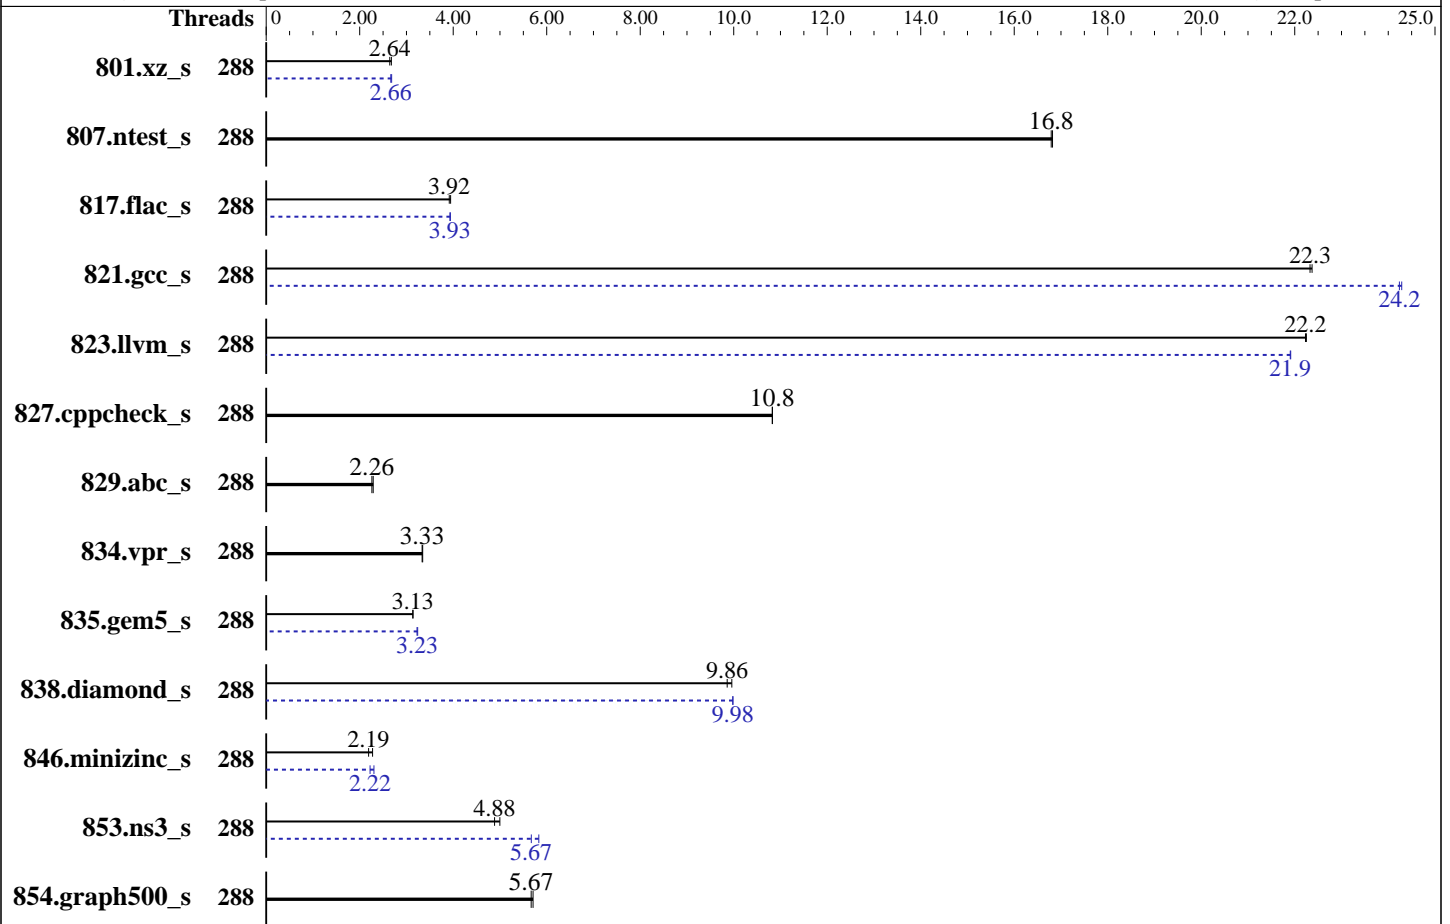 Threads 0 2.00 4.00 6.00 8.00 10.0 12.0 14.0 16.0 18.0 20.0 22.0 25.0
2.64
801.xz_s 288
2.66
16.8
807.ntest_s 288
3.92
817.flac_s 288
3.93
22.3
821.gcc_s 288
24.2
22.2
823.llvm_s 288
21.9
10.8
827.cppcheck_s 288
2.26
829.abc_s 288
3.33
834.vpr_s 288
3.13
835.gem5_s 288
3.23
9.86
838.diamond_s 288
9.98
2.19
846.minizinc_s 288
2.22
4.88
853.ns3_s 288
5.67
5.67
854.graph500_s 288